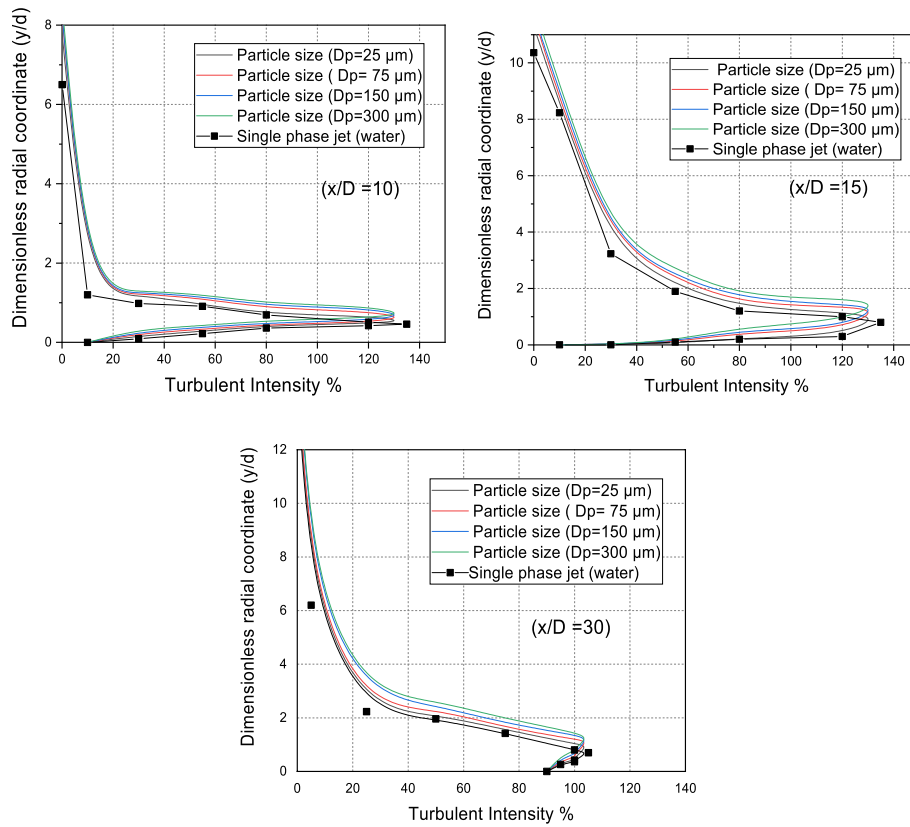 Dimensionless radial coordinate (y/d)
8
6
4
2
0
Particle size (Dp=25 µm)
Particle size ( Dp= 75 µm)
Particle size (Dp=150 µm)
Particle size (Dp=300 µm)
Single phase jet (water)
(x/D =10)
0 20 40 60 80 100 120 140
Turbulent Intensity %
Dimensionless radial coordinate (y/d)
10
8
6
4
2
0
Particle size (Dp=25 µm)
Particle size ( Dp= 75 µm)
Particle size (Dp=150 µm)
Particle size (Dp=300 µm)
Single phase jet (water)
(x/D =15)
0 20 40 60 80 100 120 140
Turbulent Intensity %
Dimensionless radial coordinate (y/d)
12
10
8
6
4
2
0
Particle size (Dp=25 µm)
Particle size ( Dp= 75 µm)
Particle size (Dp=150 µm)
Particle size (Dp=300 µm)
Single phase jet (water)
(x/D =30)
0 20 40 60 80 100 120 140
Turbulent Intensity %